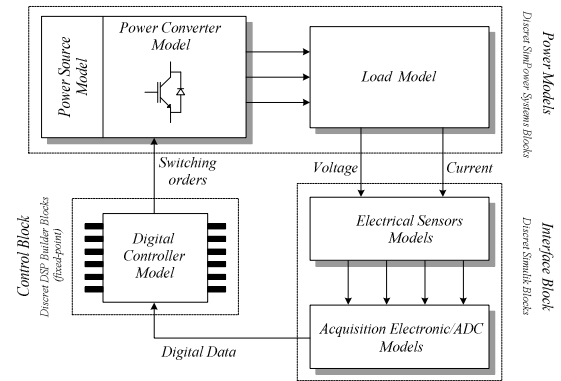 Power Source
Model
Power Converter
Model
Load Model
Power Models
Discret SimPower Systems Blocks
Switching
orders
Voltage
Current
Control Block
Discret DSP Builder Blocks
(fixed-point)
Digital
Controller
Model
Electrical Sensors
Models
Interface Block
Discret Simulik Blocks
Acquisition Electronic/ADC
Models
Digital Data